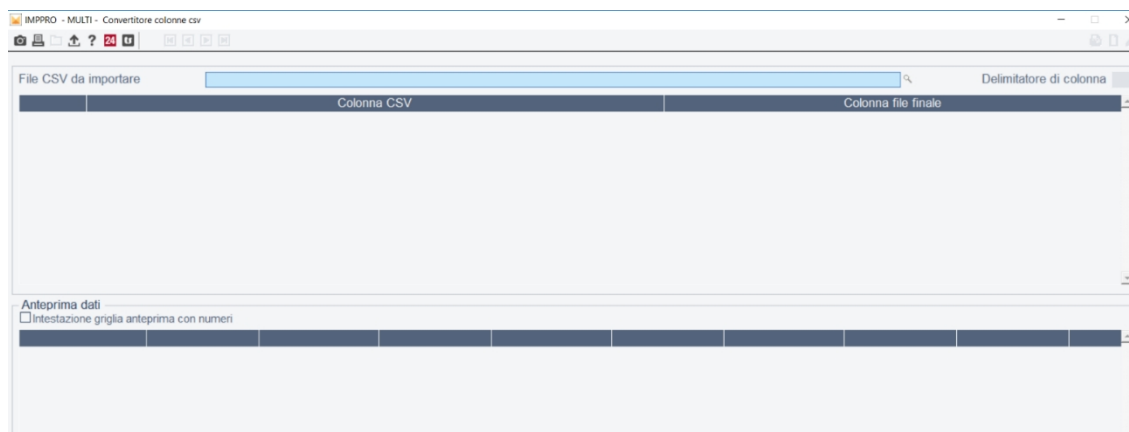 IMPPRO - MULTI - Convertitore colonne csv
? 24
File CSV da importare Delimitatore di colonna
Colonna CSV Colonna file finale
Anteprima dati
Intestazione griglia anteprima con numeri